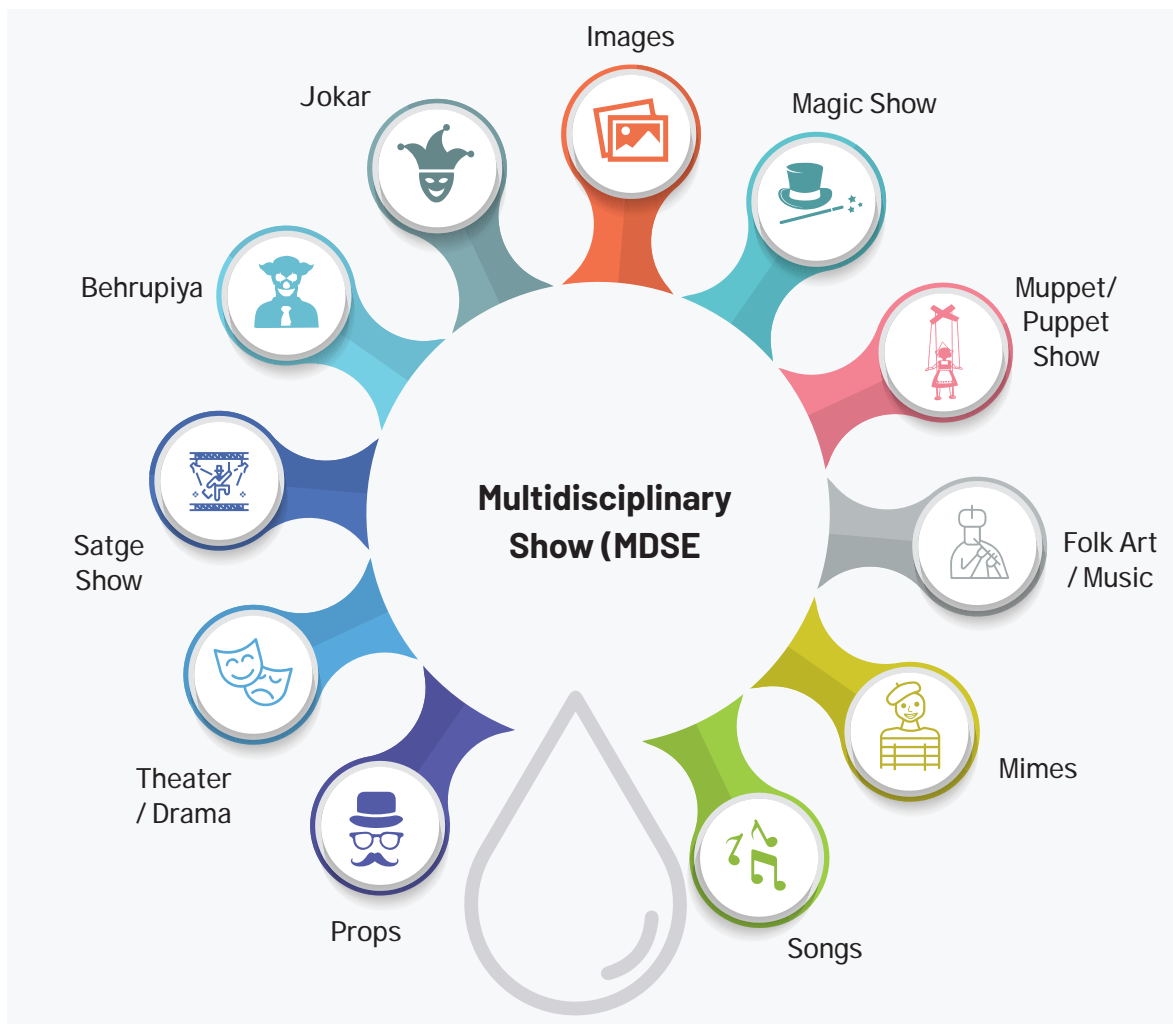 Images
Jokar
Magic Show
Behrupiya
Muppet/
Puppet
Show
Multidisciplinary
Show (MDSE
Satge
Show
Folk Art
/ Music
Theater
/ Drama
Mimes
Props
Songs